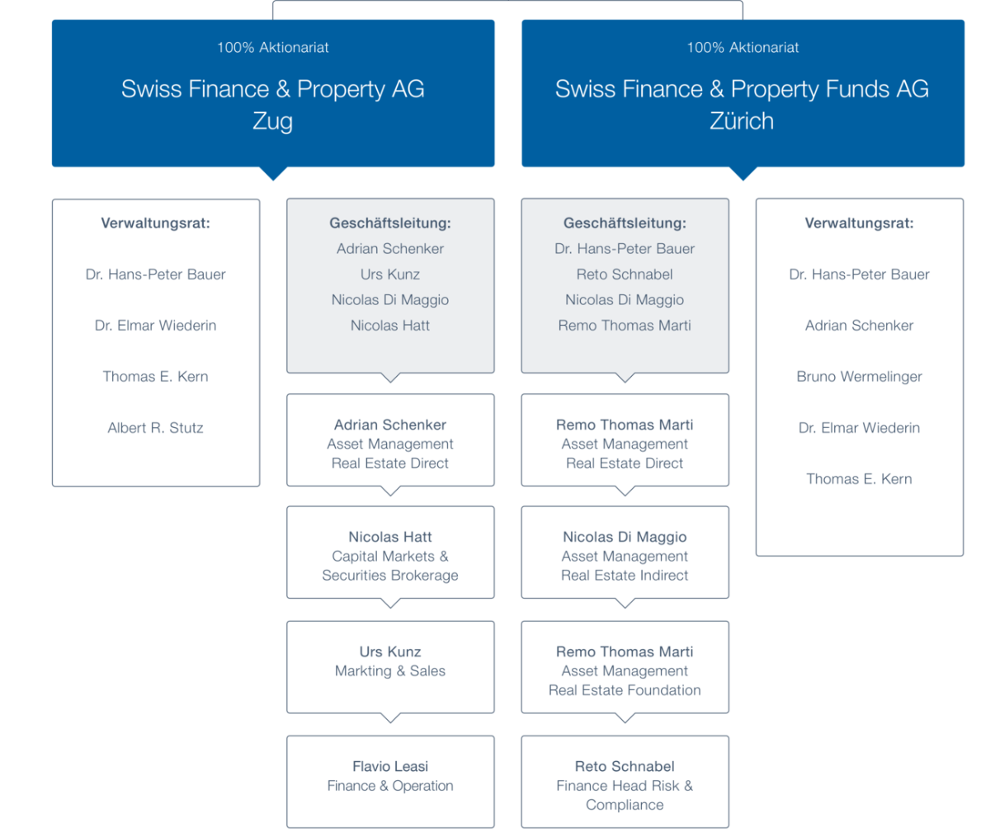 100% Aktionariat
Swiss Finance & Property AG
Zug
100% Aktionariat
Swiss Finance & Property Funds AG
Zürich
Verwaltungsrat:
Dr. Hans-Peter Bauer
Dr. Elmar Wiederin
Thomas E. Kern
Albert R. Stutz
Geschäftsleitung:
Adrian Schenker
Urs Kunz
Nicolas Di Maggio
Nicolas Hatt
Adrian Schenker
Asset Management
Real Estate Direct
Nicolas Hatt
Capital Markets &
Securities Brokerage
Urs Kunz
Markting & Sales
Flavio Leasi
Finance & Operation
Geschäftsleitung:
Dr. Hans-Peter Bauer
Reto Schnabel
Nicolas Di Maggio
Remo Thomas Marti
Remo Thomas Marti
Asset Management
Real Estate Direct
Nicolas Di Maggio
Asset Management
Real Estate Indirect
Remo Thomas Marti
Asset Management
Real Estate Foundation
Reto Schnabel
Finance Head Risk &
Compliance
Verwaltungsrat:
Dr. Hans-Peter Bauer
Adrian Schenker
Bruno Wermelinger
Dr. Elmar Wiederin
Thomas E. Kern